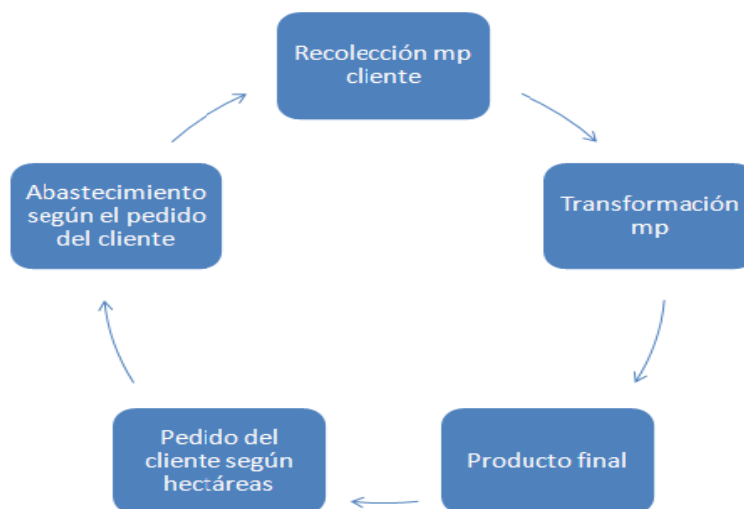 Recolección mp
cliente
Transformación
mp
Producto final
Pedido del
cliente según
hectáreas
Abastecimiento
según el pedido
del cliente